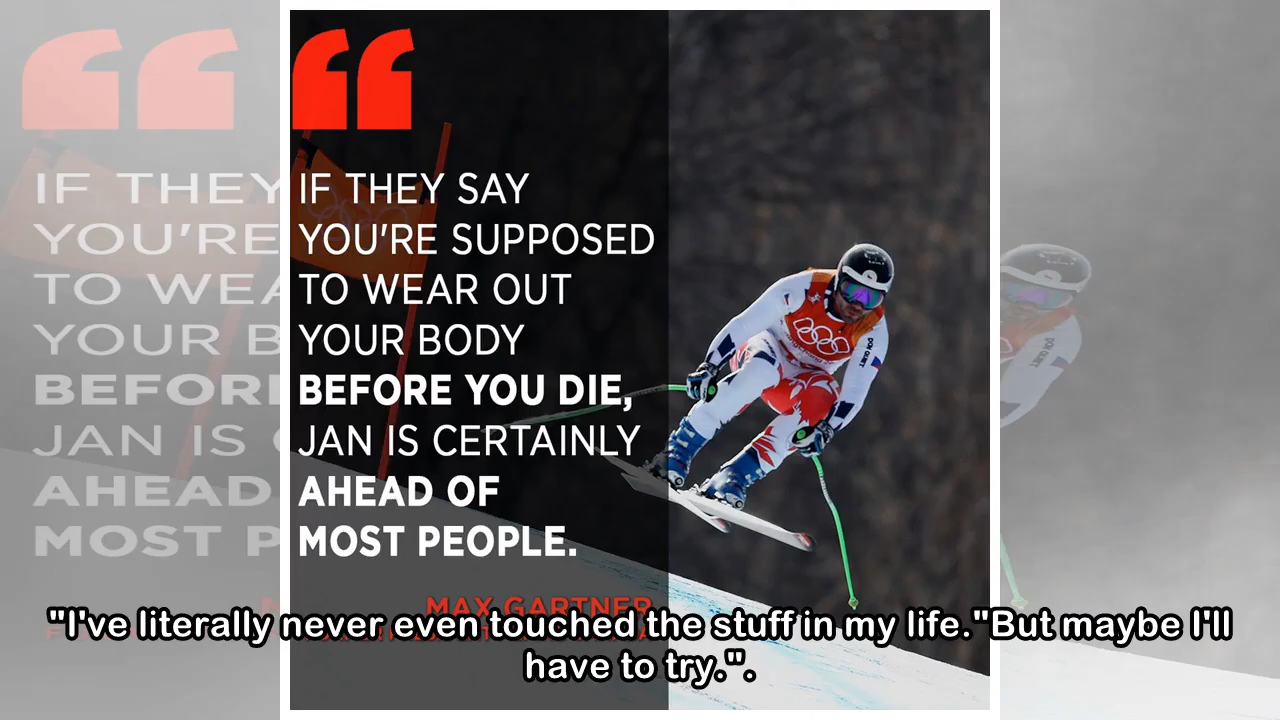 IF THEY SAY
YOU'RE SUPPOSED
TO WEAR OUT
YOUR BODY
BEFORE YOU DIE,
JAN IS CERTAINLY
AHEAD OF
MOST PEOPLE.
MAX GARTNER
"I've literally never even touched the stuff in my life."But maybe I'll
have to try.".